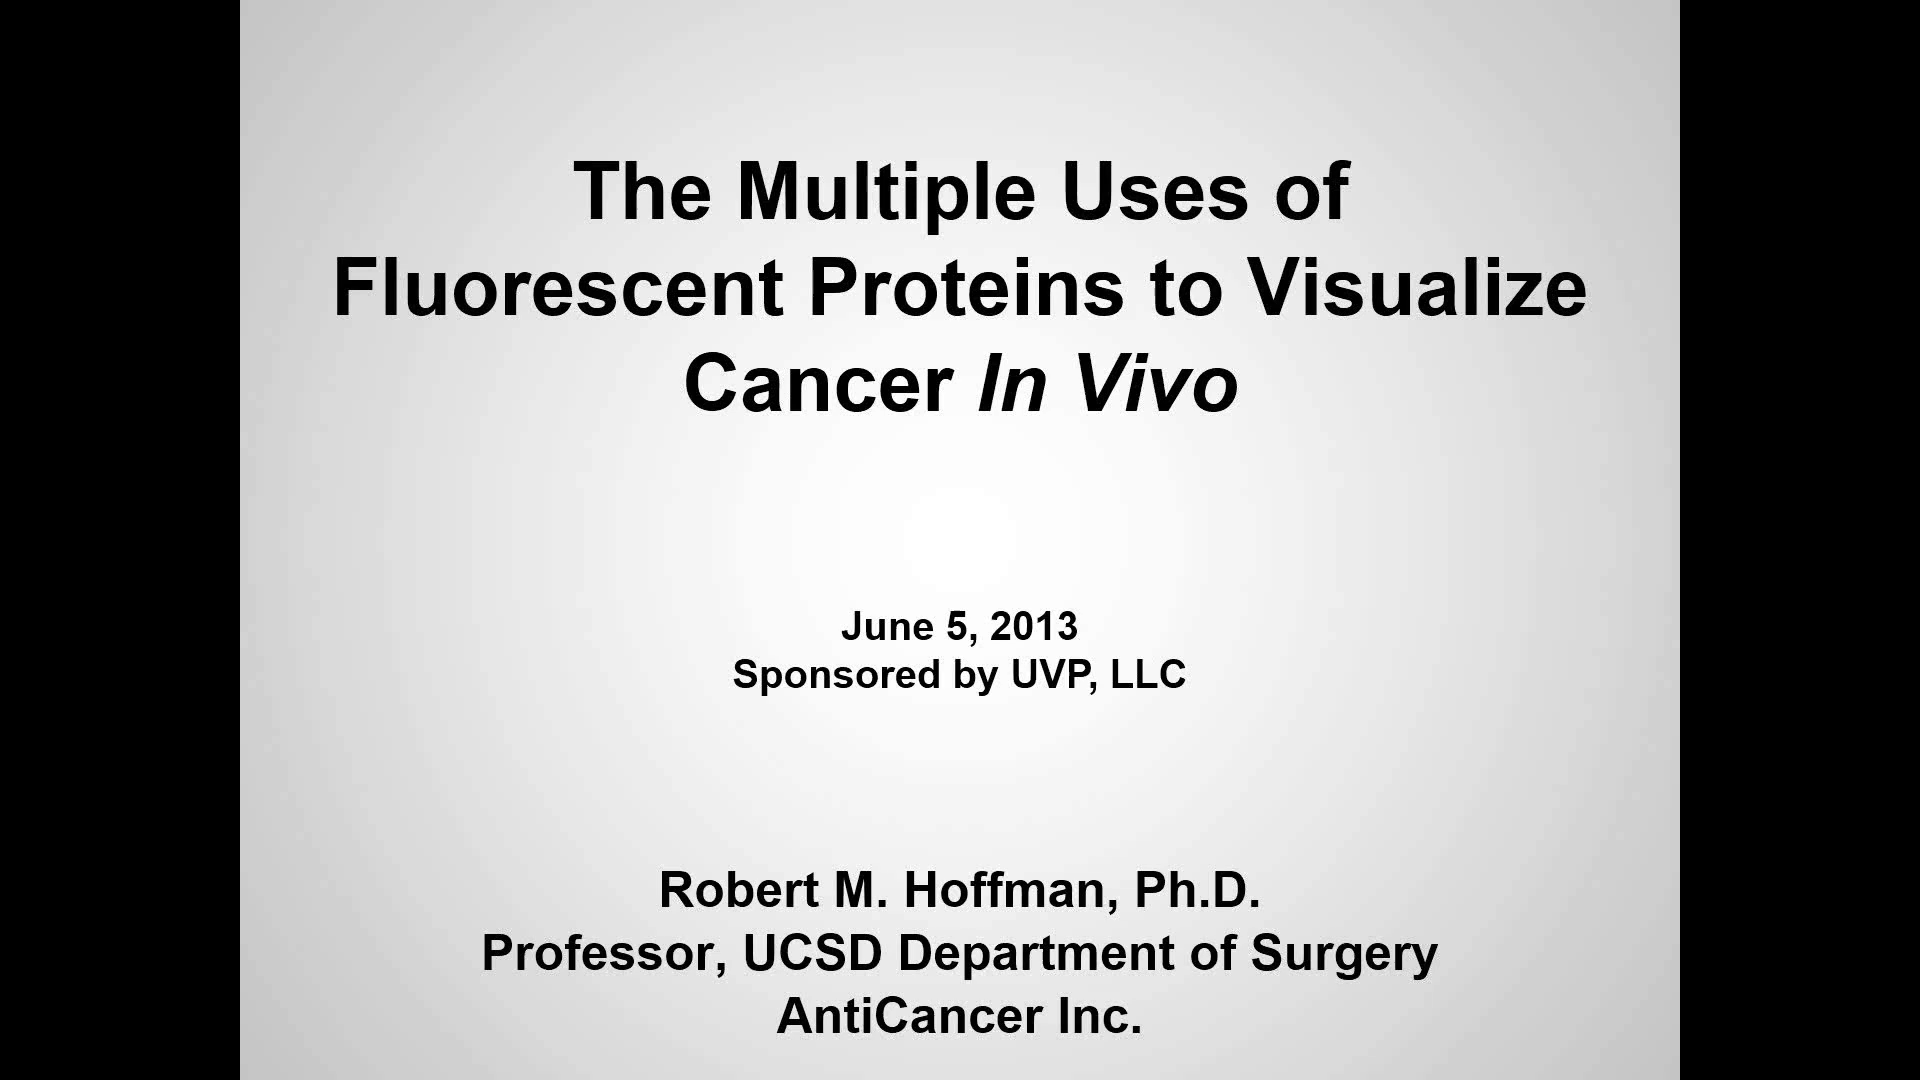 The Multiple Uses of
Fluorescent Proteins to Visualize
Cancer In Vivo
June 5, 2013
Sponsored by UVP, LLC
Robert M. Hoffman, Ph.D.
Professor, UCSD Department of Surgery
AntiCancer Inc.